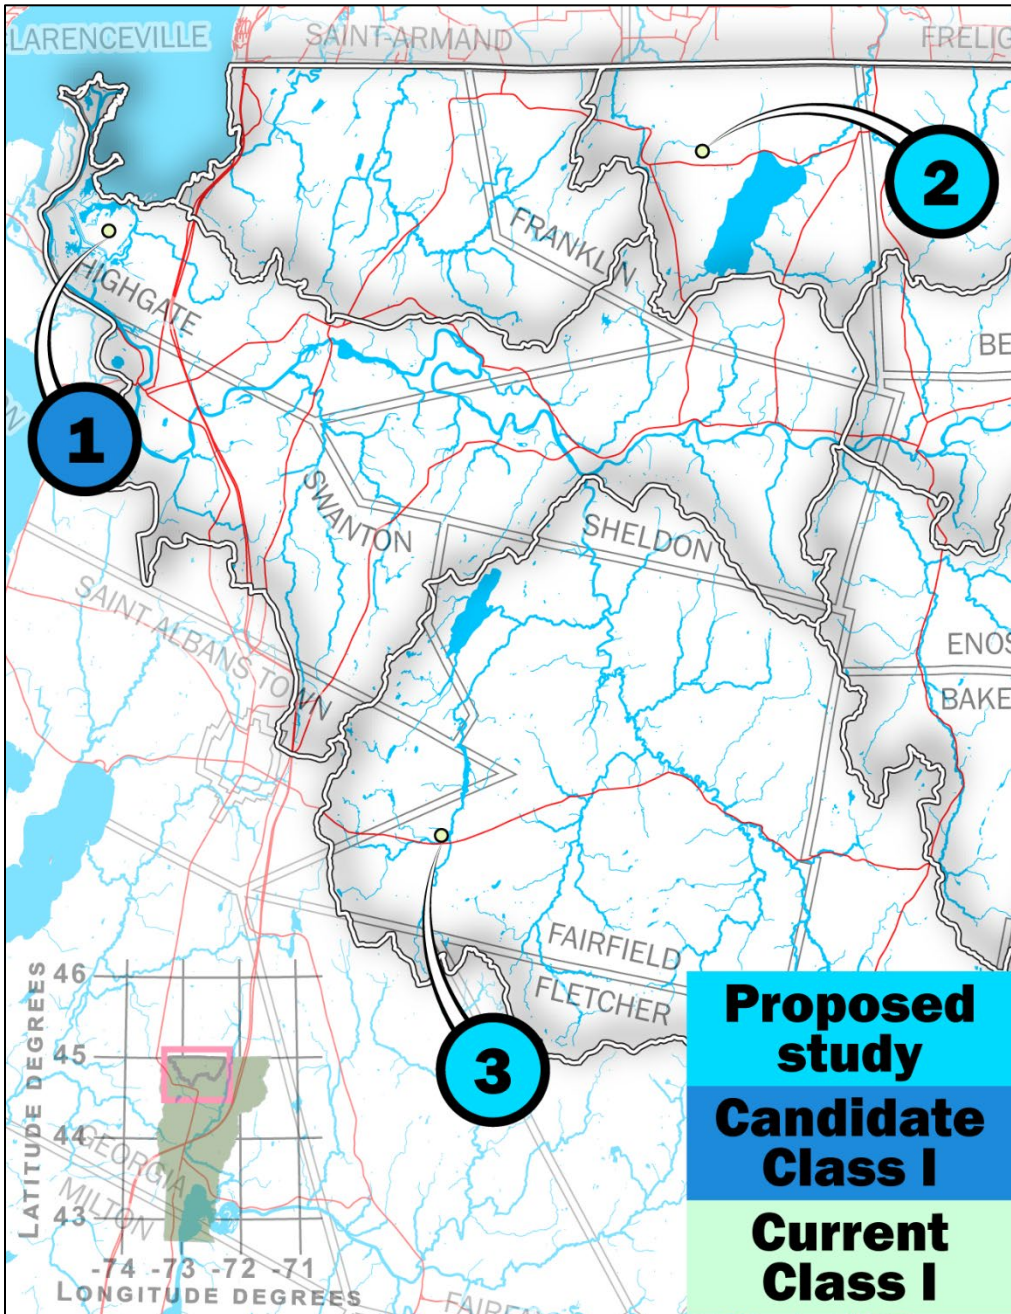 LARENCEVILLE
SAINT-ARMAND
FRELIG
2
FRANKLIN
HIGHGATE
BE
1
SWANTON
SHELDON
SAINT ALBANS TOWN
ENOS
BAKE
FAIRFIELD
FLETCHER
3
Proposed
study
Candidate
Class I
Current
Class I
LATITUDE DEGREES
46
45
44
43
GEORGIA
MILTON
-74 -73 -72 -71
LONGITUDE DEGREES